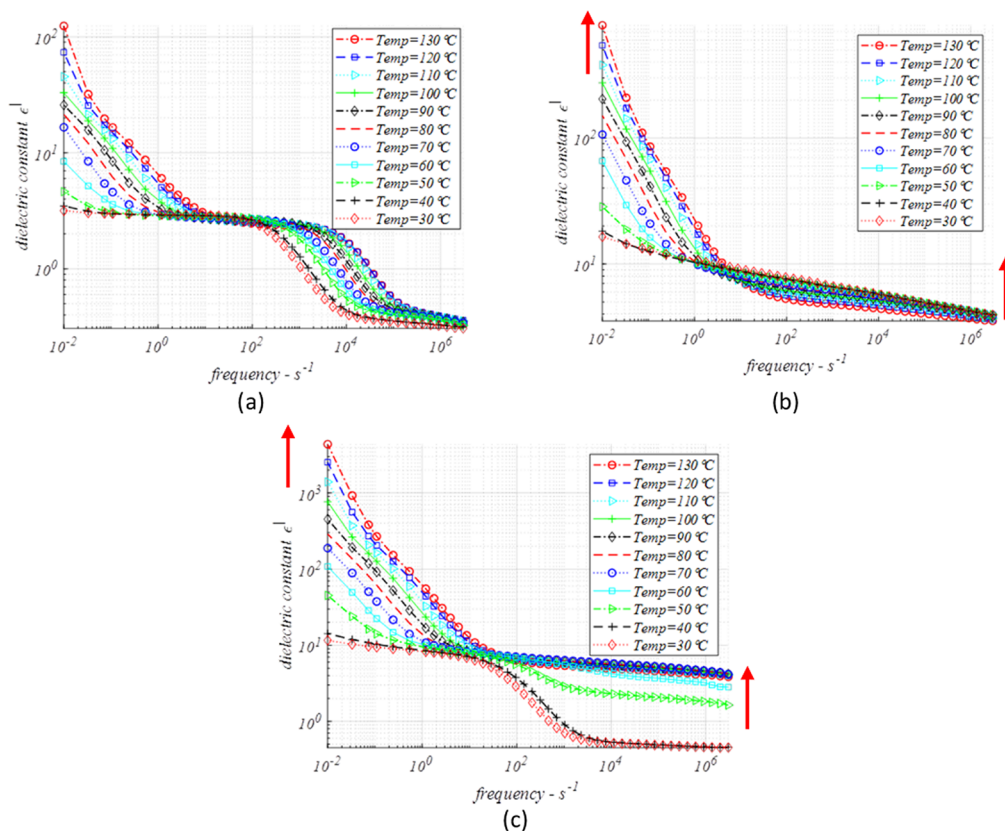 dielectric constant ϵ|
10²
10¹
10⁰
10⁻² 10⁰ 10² 10⁴ 10⁶
frequency - s⁻¹
Temp=130 °C
Temp=120 °C
Temp=110 °C
Temp=100 °C
Temp=90 °C
Temp=80 °C
Temp=70 °C
Temp=60 °C
Temp=50 °C
Temp=40 °C
Temp=30 °C
(a)
dielectric constant ϵ|
10²
10¹
10⁻² 10⁰ 10² 10⁴ 10⁶
frequency - s⁻¹
Temp=130 °C
Temp=120 °C
Temp=110 °C
Temp=100 °C
Temp=90 °C
Temp=80 °C
Temp=70 °C
Temp=60 °C
Temp=50 °C
Temp=40 °C
Temp=30 °C
(b)
dielectric constant ϵ|
10³
10²
10¹
10⁰
10⁻² 10⁰ 10² 10⁴ 10⁶
frequency - s⁻¹
Temp=130 °C
Temp=120 °C
Temp=110 °C
Temp=100 °C
Temp=90 °C
Temp=80 °C
Temp=70 °C
Temp=60 °C
Temp=50 °C
Temp=40 °C
Temp=30 °C
(c)